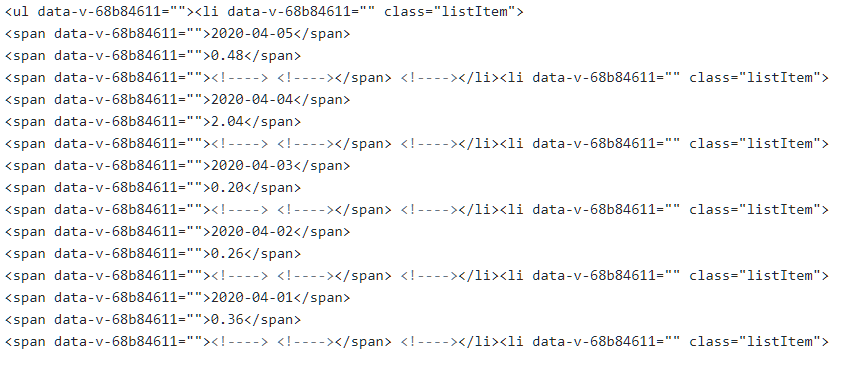 <ul data-v-68b84611=""><li data-v-68b84611="" class="listItem">
<span data-v-68b84611="">2020-04-05</span>
<span data-v-68b84611="">0.48</span>
<span data-v-68b84611=""><!----> <!----></span> <!----></li><li data-v-68b84611="" class="listItem">
<span data-v-68b84611="">2020-04-04</span>
<span data-v-68b84611="">2.04</span>
<span data-v-68b84611=""><!----> <!----></span> <!----></li><li data-v-68b84611="" class="listItem">
<span data-v-68b84611="">2020-04-03</span>
<span data-v-68b84611="">0.20</span>
<span data-v-68b84611=""><!----> <!----></span> <!----></li><li data-v-68b84611="" class="listItem">
<span data-v-68b84611="">2020-04-02</span>
<span data-v-68b84611="">0.26</span>
<span data-v-68b84611=""><!----> <!----></span> <!----></li><li data-v-68b84611="" class="listItem">
<span data-v-68b84611="">2020-04-01</span>
<span data-v-68b84611="">0.36</span>
<span data-v-68b84611=""><!----> <!----></span> <!----></li><li data-v-68b84611="" class="listItem">